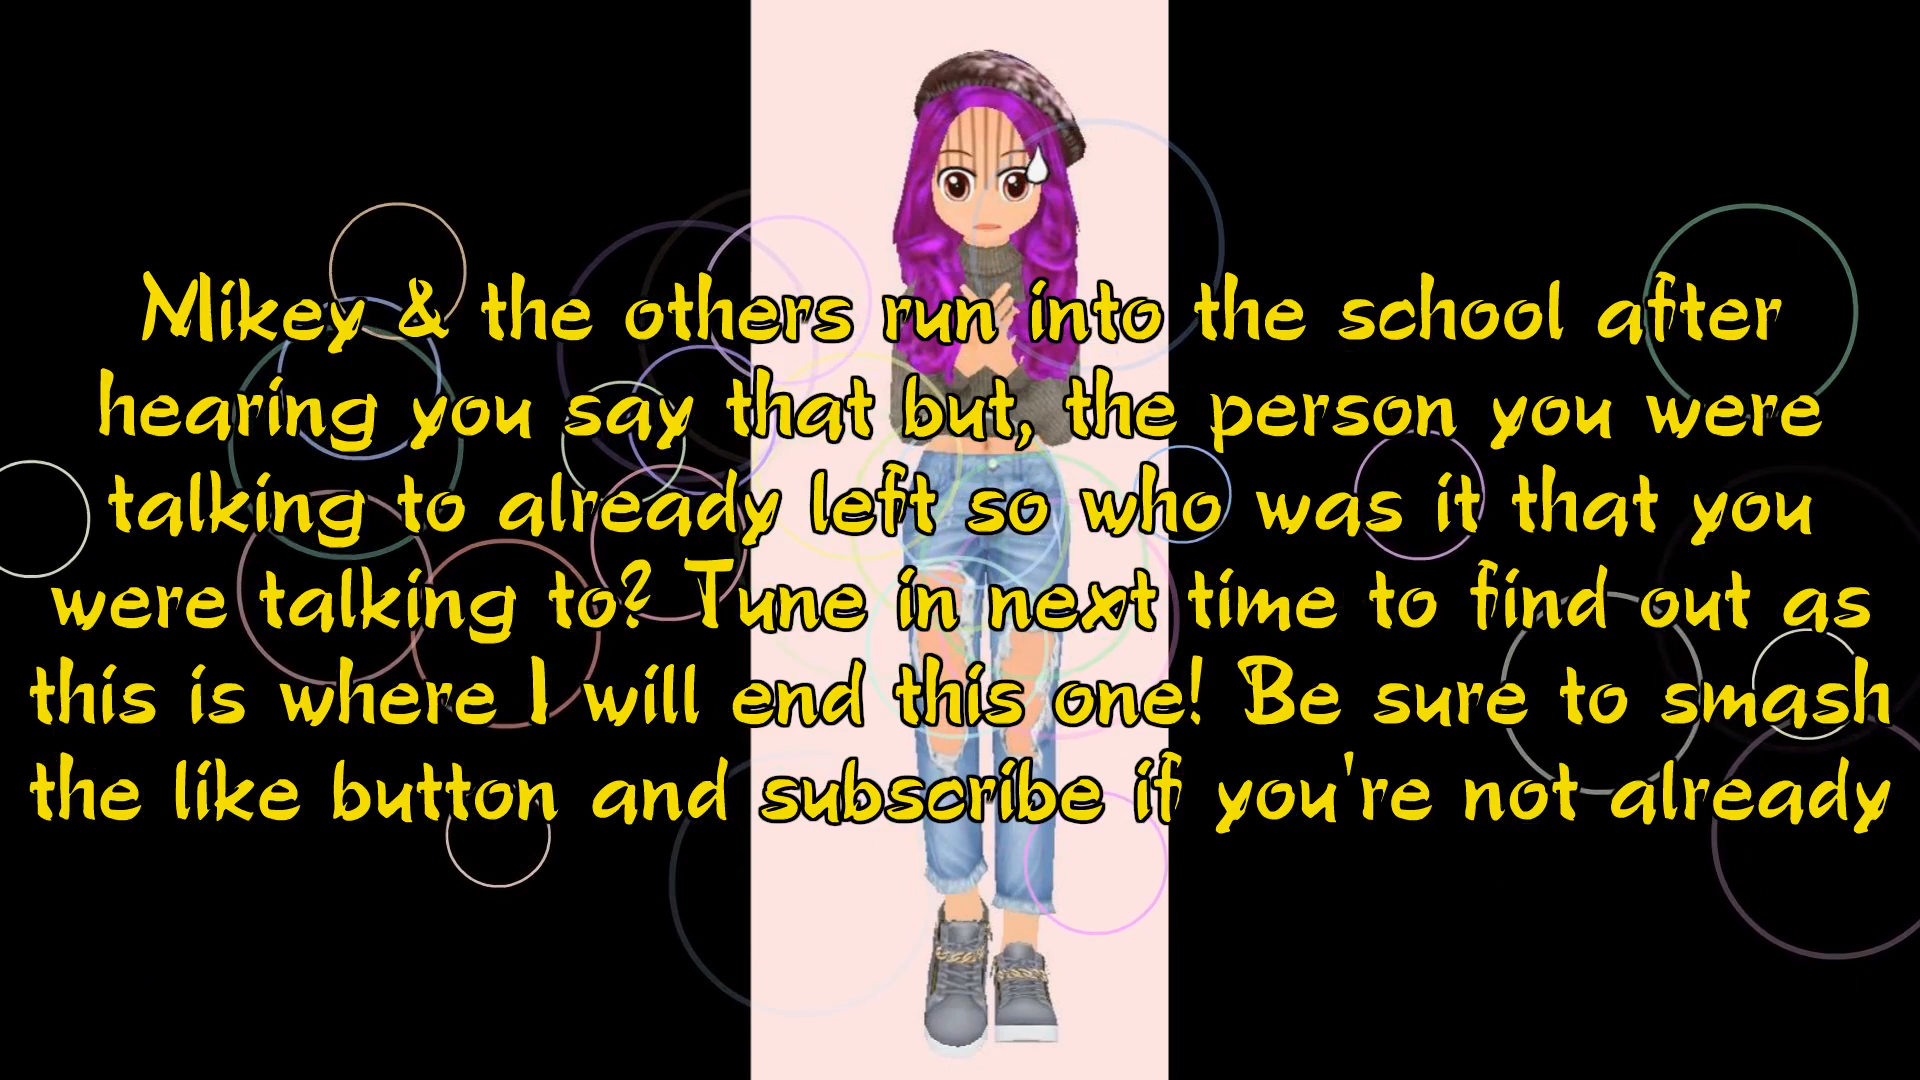 Mikey & the others run into the school after
hearing you say that but, the person you were
talking to already left so who was it that you
were talking to? Tune in next time to find out as
this is where I will end this one! Be sure to smash
the like button and subscribe if you're not already